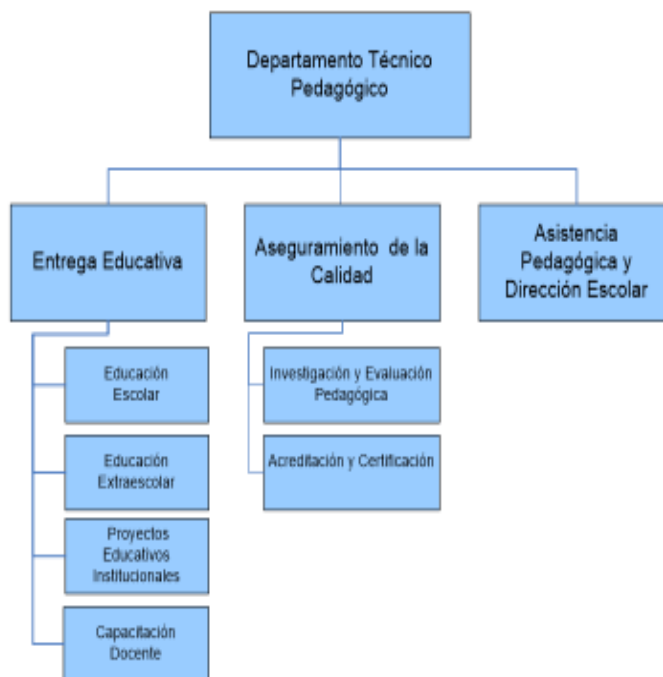 Departamento Técnico
Pedagógico
Entrega Educativa
Aseguramiento de la
Calidad
Asistencia
Pedagógica y
Dirección Escolar
Educación
Escolar
Educación
Extraescolar
Proyectos
Educativos
Institucionales
Capacitación
Docente
Investigación y Evaluación
Pedagógica
Acreditación y Certificación